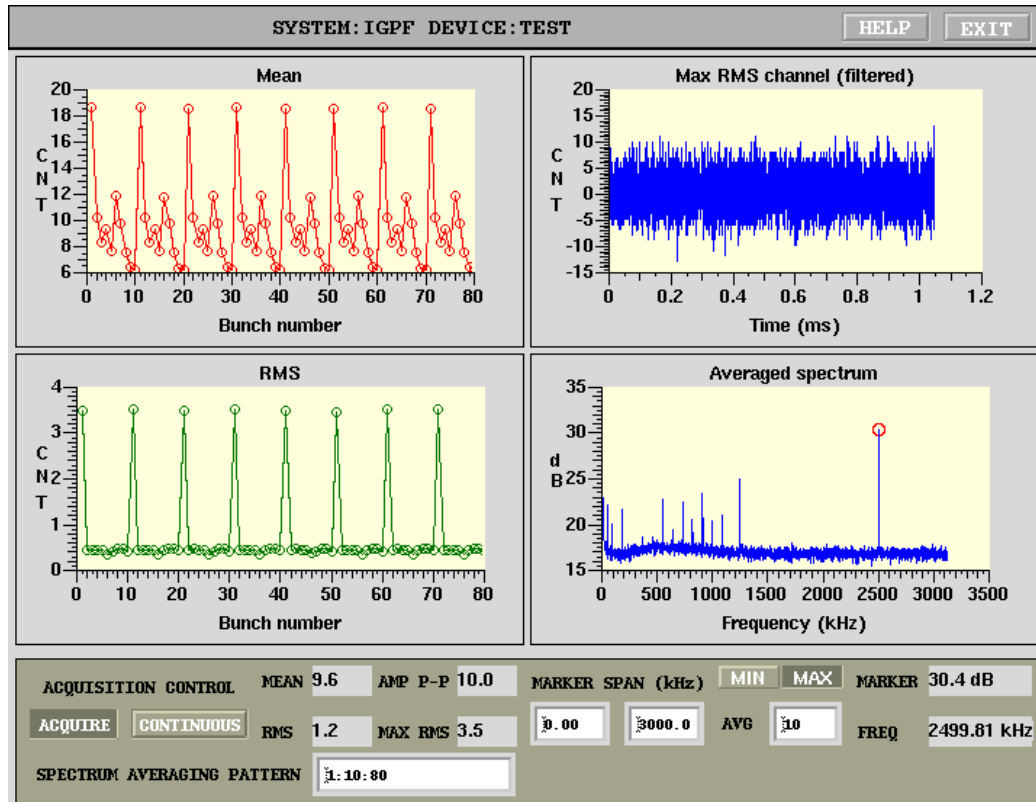 SYSTEM:IGPF DEVICE:TEST HELP EXIT
Mean
20
18
16
14
12
10
8
6
C
N
T
0 10 20 30 40 50 60 70 80
Bunch number
Max RMS channel (filtered)
20
15
10
5
0
-5
-10
-15
C
N
T
0 0.2 0.4 0.6 0.8 1 1.2
Time (ms)
RMS
4
3
2
1
0
C
N
T
0 10 20 30 40 50 60 70 80
Bunch number
Averaged spectrum
35
30
25
20
15
d
B
0 500 1000 1500 2000 2500 3000 3500
Frequency (kHz)
ACQUISITION CONTROL MEAN 9.6 AMP P-P 10.0 MARKER SPAN (kHz) MIN MAX MARKER 30.4 dB
ACQUIRE CONTINUOUS RMS 1.2 MAX RMS 3.5 0.00 3000.0 AVG 10 FREQ 2499.81 kHz
SPECTRUM AVERAGING PATTERN 1:10:80